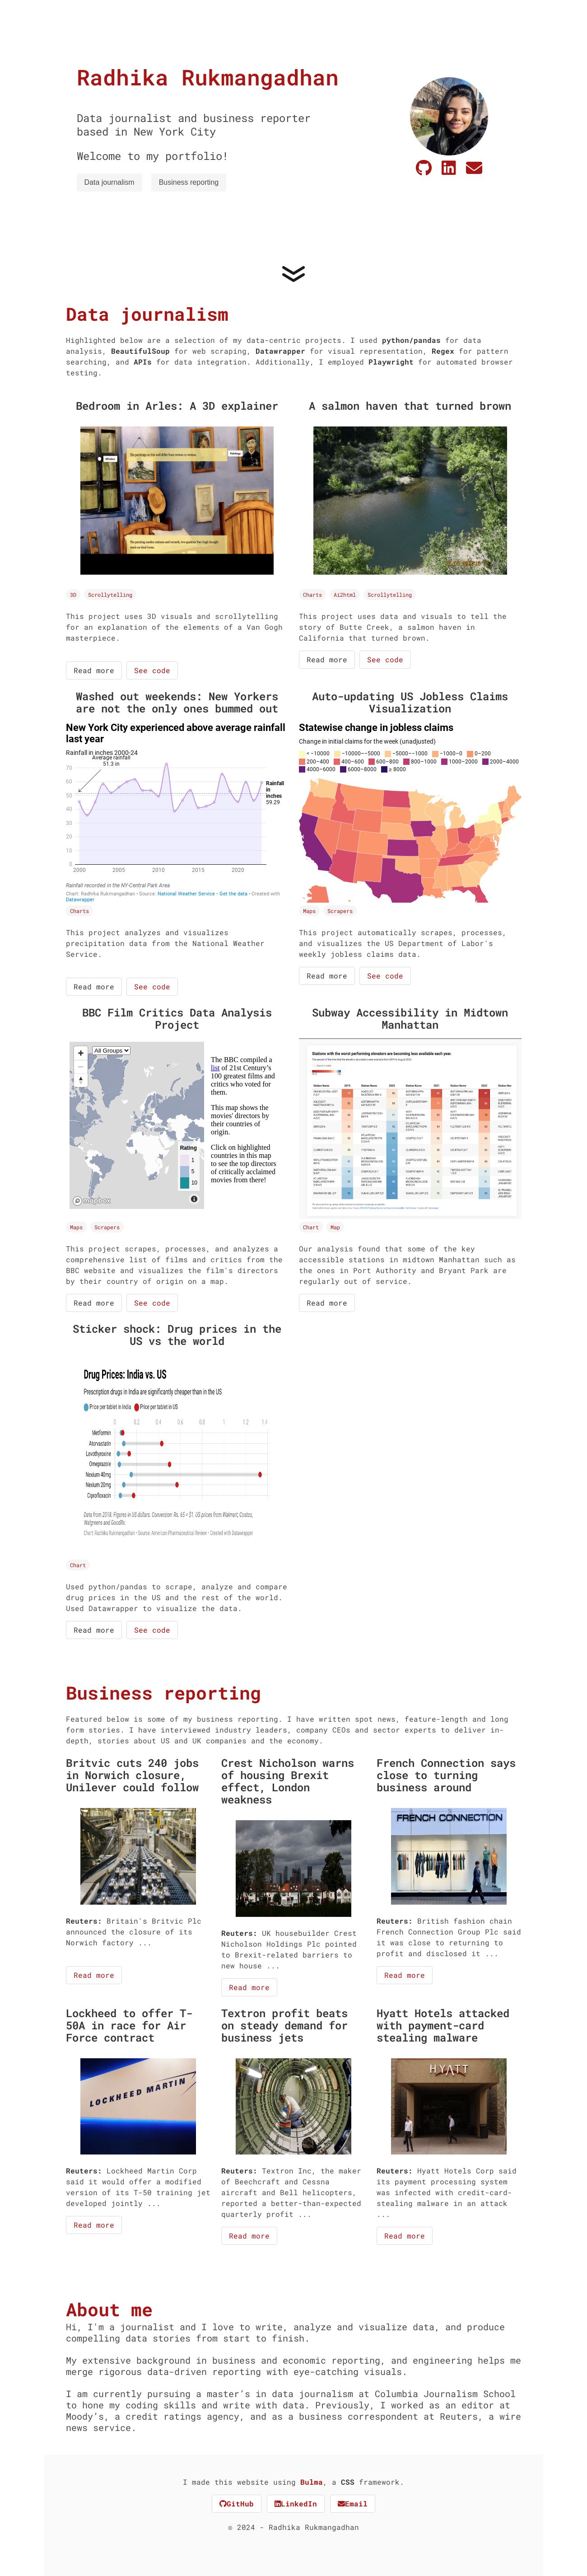 Radhika Rukmangadhan
Data journalist and business reporter
based in New York City
Welcome to my portfolio!
Data journalism
Business reporting
Data journalism
Highlighted below are a selection of my data-centric projects. I used python/pandas for data
analysis, BeautifulSoup for web scraping, Datawrapper for visual representation, Regex for pattern
searching, and APIs for data integration. Additionally, I employed Playwright for automated browser
testing.
Bedroom in Arles: A 3D explainer
3D Scrollytelling
This project uses 3D visuals and scrollytelling
for an explanation of the elements of a Van Gogh
masterpiece.
Read more See code
A salmon haven that turned brown
Charts Ai2html Scrollytelling
This project uses data and visuals to tell the
story of Butte Creek, a salmon haven in
California that turned brown.
Read more See code
Washed out weekends: New Yorkers
are not the only ones bummed out
New York City experienced above average rainfall
last year
Rainfall in inches 2000-24
Average rainfall
51.3 in
70
60
50
40
30
20
10
0
2000 2005 2010 2015 2020
Rainfall
in
inches
59.29
Rainfall recorded in the NY-Central Park Area
Chart: Radhika Rukmangadhan • Source: National Weather Service • Get the data • Created with
Datawrapper
Charts
This project analyzes and visualizes
precipitation data from the National Weather
Service.
Read more See code
Auto-updating US Jobless Claims
Visualization
Statewise change in jobless claims
Change in initial claims for the week (unadjusted)
< −10000 −10000–−5000 −5000–−1000 −1000–0 0–200
200–400 400–600 600–800 800–1000 1000–2000 2000–4000
4000–6000 6000–8000 ≥ 8000
Maps Scrapers
This project automatically scrapes, processes,
and visualizes the US Department of Labor's
weekly jobless claims data.
Read more See code
BBC Film Critics Data Analysis
Project
All Groups
Rating
1
5
10
mapbox
The BBC compiled a
list of 21st Century's
100 greatest films and
critics who voted for
them.
This map shows the
movies' directors by
their countries of
origin.
Click on highlighted
countries in this map
to see the top directors
of critically acclaimed
movies from there!
Maps Scrapers
This project scrapes, processes, and analyzes a
comprehensive list of films and critics from the
BBC website and visualizes the film's directors
by their country of origin on a map.
Read more See code
Subway Accessibility in Midtown
Manhattan
Stations with the worst performing elevators are becoming less available each year.
Chart Map
Our analysis found that some of the key
accessible stations in midtown Manhattan such as
the ones in Port Authority and Bryant Park are
regularly out of service.
Read more
Sticker shock: Drug prices in the
US vs the world
Drug Prices: India vs. US
Prescription drugs in India are significantly cheaper than in the US
Price per tablet in India Price per tablet in US
0 0.2 0.4 0.6 0.8 1 1.2 1.4
Metformin
Atorvastatin
Levothyroxine
Omeprazole
Nexium 40mg
Nexium 20mg
Ciprofloxacin
Data from 2018. Figures in US dollars. Conversion Rs. 65 = $1. US prices from Walmart, Costco,
Walgreens and GoodRx.
Chart: Radhika Rukmangadhan • Source: American Pharmaceutical Review • Created with Datawrapper
Chart
Used python/pandas to scrape, analyze and compare
drug prices in the US and the rest of the world.
Used Datawrapper to visualize the data.
Read more See code
Business reporting
Featured below is some of my business reporting. I have written spot news, feature-length and long
form stories. I have interviewed industry leaders, company CEOs and sector experts to deliver in-
depth, stories about US and UK companies and the economy.
Britvic cuts 240 jobs
in Norwich closure,
Unilever could follow
Reuters: Britain's Britvic Plc
announced the closure of its
Norwich factory ...
Read more
Crest Nicholson warns
of housing Brexit
effect, London
weakness
Reuters: UK housebuilder Crest
Nicholson Holdings Plc pointed
to Brexit-related barriers to
new house ...
Read more
French Connection says
close to turning
business around
FRENCH CONNECTION
Reuters: British fashion chain
French Connection Group Plc said
it was close to returning to
profit and disclosed it ...
Read more
Lockheed to offer T-
50A in race for Air
Force contract
LOCKHEED MARTIN
Reuters: Lockheed Martin Corp
said it would offer a modified
version of its T-50 training jet
developed jointly ...
Read more
Textron profit beats
on steady demand for
business jets
Reuters: Textron Inc, the maker
of Beechcraft and Cessna
aircraft and Bell helicopters,
reported a better-than-expected
quarterly profit ...
Read more
Hyatt Hotels attacked
with payment-card
stealing malware
HYATT
Reuters: Hyatt Hotels Corp said
its payment processing system
was infected with credit-card-
stealing malware in an attack
...
Read more
About me
Hi, I'm a journalist and I love to write, analyze and visualize data, and produce
compelling data stories from start to finish.
My extensive background in business and economic reporting, and engineering helps me
merge rigorous data-driven reporting with eye-catching visuals.
I am currently pursuing a master's in data journalism at Columbia Journalism School
to hone my coding skills and write with data. Previously, I worked as an editor at
Moody's, a credit ratings agency, and as a business correspondent at Reuters, a wire
news service.
I made this website using Bulma, a CSS framework.
GitHub LinkedIn Email
© 2024 - Radhika Rukmangadhan